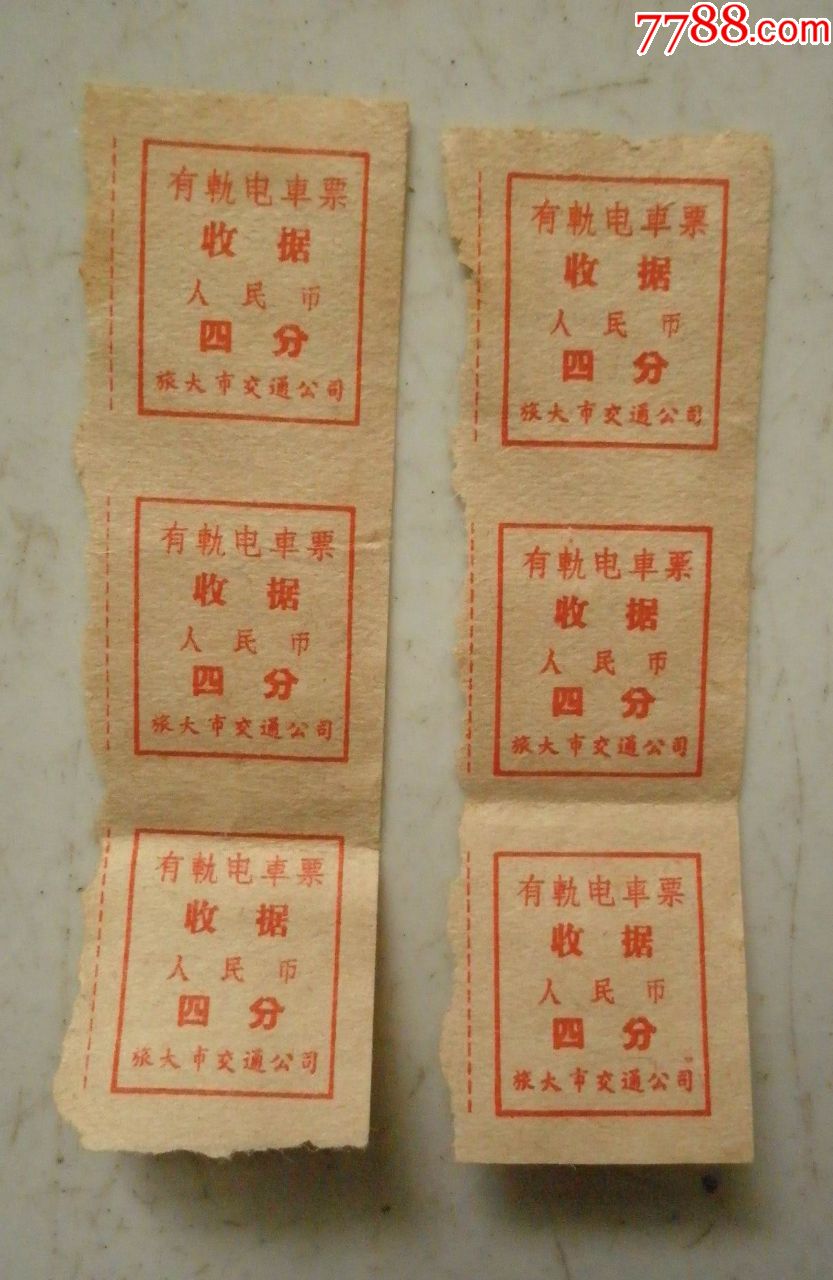 7788.com
有軌电車票
收据
人民币
四分
旅大市交通公司
有軌电車票
收据
人民币
四分
旅大市交通公司
有軌电車票
收据
人民币
四分
旅大市交通公司
有軌电車票
收据
人民币
四分
旅大市交通公司
有軌电車票
收据
人民币
四分
旅大市交通公司
有軌电車票
收据
人民币
四分
旅大市交通公司